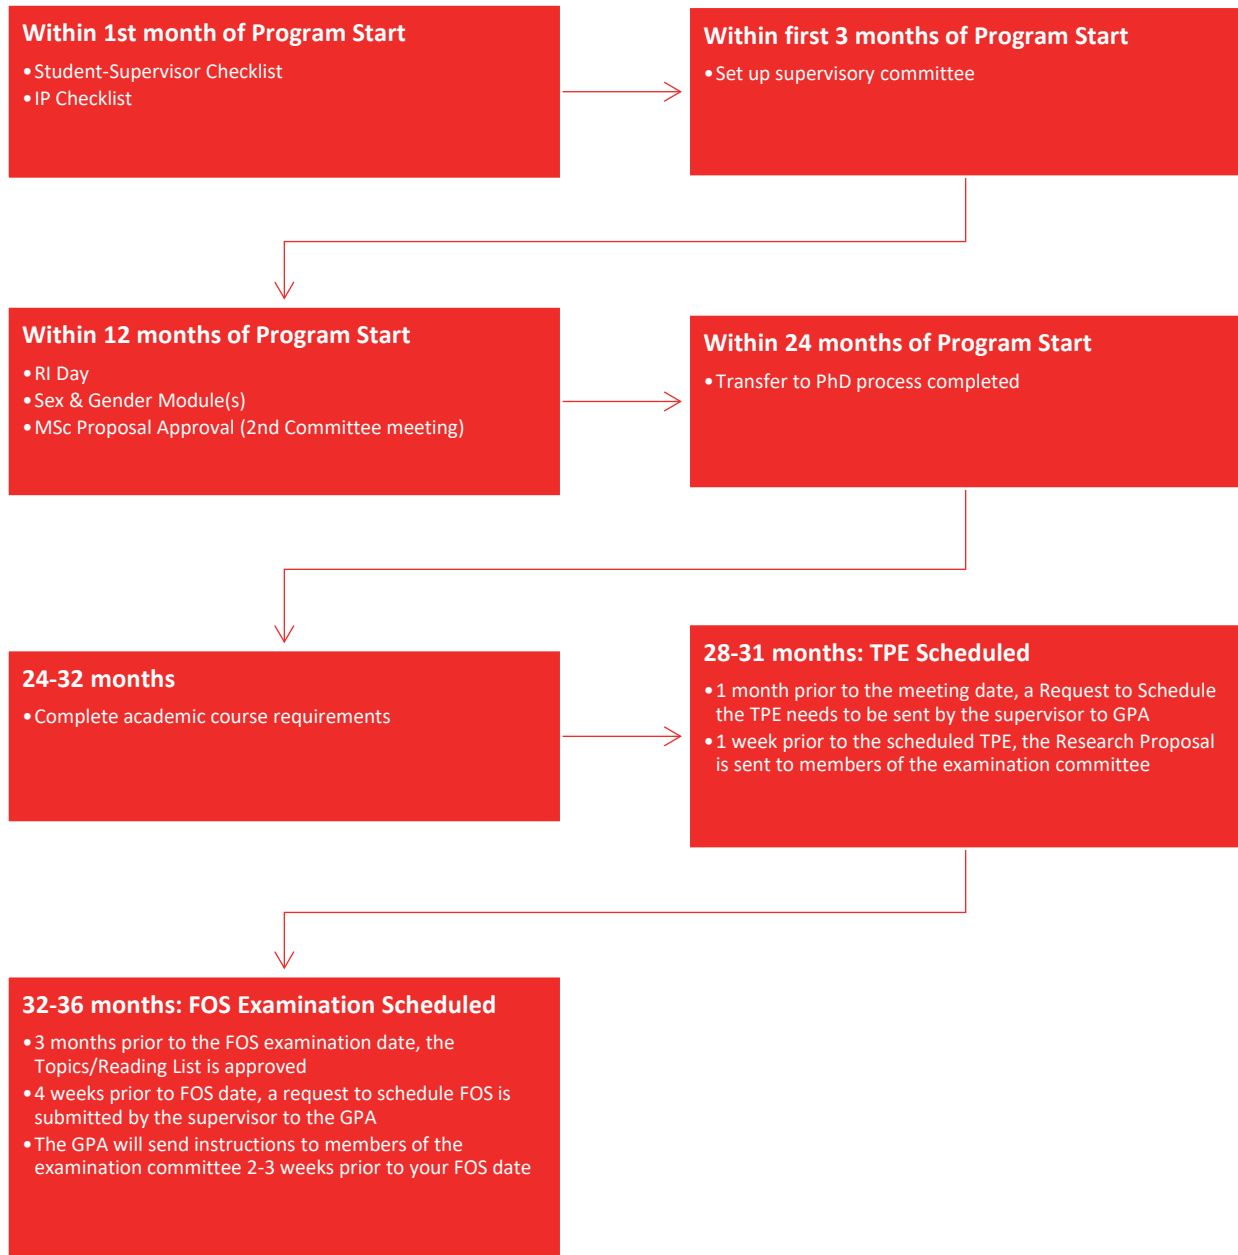 Within 1st month of Program Start
•Student-Supervisor Checklist
•IP Checklist
Within first 3 months of Program Start
•Set up supervisory committee
Within 12 months of Program Start
•RI Day
•Sex & Gender Module(s)
•MSc Proposal Approval (2nd Committee meeting)
Within 24 months of Program Start
•Transfer to PhD process completed
24-32 months
•Complete academic course requirements
28-31 months: TPE Scheduled
•1 month prior to the meeting date, a Request to Schedule
the TPE needs to be sent by the supervisor to GPA
•1 week prior to the scheduled TPE, the Research Proposal
is sent to members of the examination committee
32-36 months: FOS Examination Scheduled
•3 months prior to the FOS examination date, the
Topics/Reading List is approved
•4 weeks prior to FOS date, a request to schedule FOS is
submitted by the supervisor to the GPA
•The GPA will send instructions to members of the
examination committee 2-3 weeks prior to your FOS date